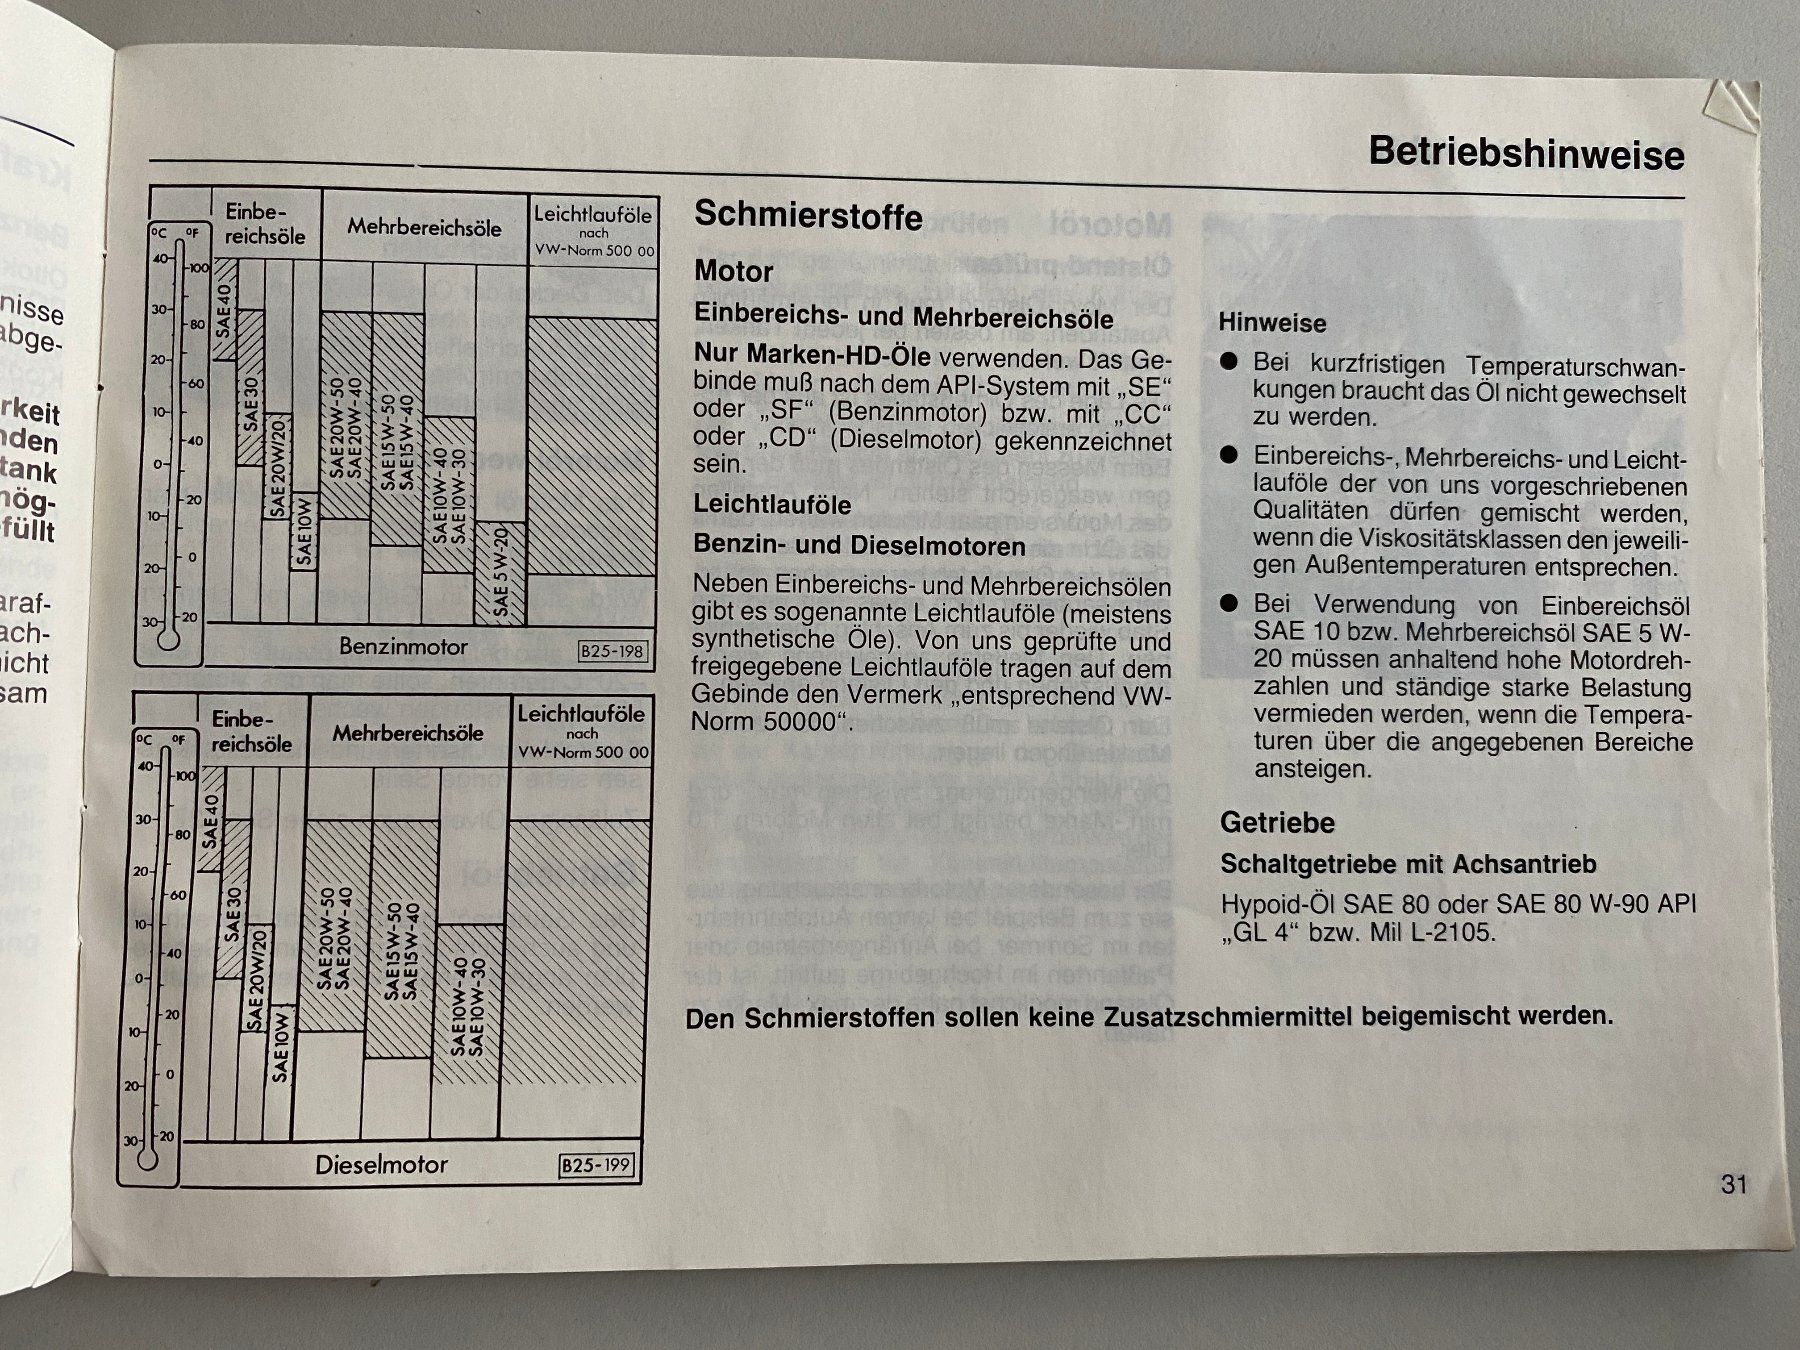 nisse
abge-
rkeit
nden
tank
mög-
füllt
araf-
ach-
nicht
sam
Betriebshinweise
Einbe-
reichsöle
Mehrbereichsöle
Leichtlauföle
nach
VW-Norm 500 00
°C °F
40
100
30
80
20
60
10
40
0
20
10
0
20
20
30
SAE 40
SAE 30
SAE 20W/20
SAE 10W
SAE 20W-50
SAE 20W-40
SAE 15W-50
SAE 15W-40
SAE 10W-40
SAE 10W-30
SAE 5 W-20
Benzinmotor
B25-198
Einbe-
reichsöle
Mehrbereichsöle
Leichtlauföle
nach
VW-Norm 500 00
°C °F
40
100
30
80
20
60
10
40
0
20
10
0
20
20
30
SAE 40
SAE 30
SAE 20W/20
SAE 10W
SAE 20W-50
SAE 20W-40
SAE 15W-50
SAE 15W-40
SAE 10W-40
SAE 10W-30
Dieselmotor
B25-199
Schmierstoffe
Motor
Einbereichs- und Mehrbereichsöle
Nur Marken-HD-Öle verwenden. Das Ge-
binde muß nach dem API-System mit „SE“
oder „SF“ (Benzinmotor) bzw. mit „CC“
oder „CD“ (Dieselmotor) gekennzeichnet
sein.
Leichtlauföle
Benzin- und Dieselmotoren
Neben Einbereichs- und Mehrbereichsölen
gibt es sogenannte Leichtlauföle (meistens
synthetische Öle). Von uns geprüfte und
freigegebene Leichtlauföle tragen auf dem
Gebinde den Vermerk „entsprechend VW-
Norm 50000“.
Hinweise
● Bei kurzfristigen Temperaturschwan-
kungen braucht das Öl nicht gewechselt
zu werden.
● Einbereichs-, Mehrbereichs- und Leicht-
lauföle der von uns vorgeschriebenen
Qualitäten dürfen gemischt werden,
wenn die Viskositätsklassen den jeweili-
gen Außentemperaturen entsprechen.
● Bei Verwendung von Einbereichsöl
SAE 10 bzw. Mehrbereichsöl SAE 5 W-
20 müssen anhaltend hohe Motordreh-
zahlen und ständige starke Belastung
vermieden werden, wenn die Tempera-
turen über die angegebenen Bereiche
ansteigen.
Getriebe
Schaltgetriebe mit Achsantrieb
Hypoid-Öl SAE 80 oder SAE 80 W-90 API
„GL 4“ bzw. Mil L-2105.
Den Schmierstoffen sollen keine Zusatzschmiermittel beigemischt werden.
31